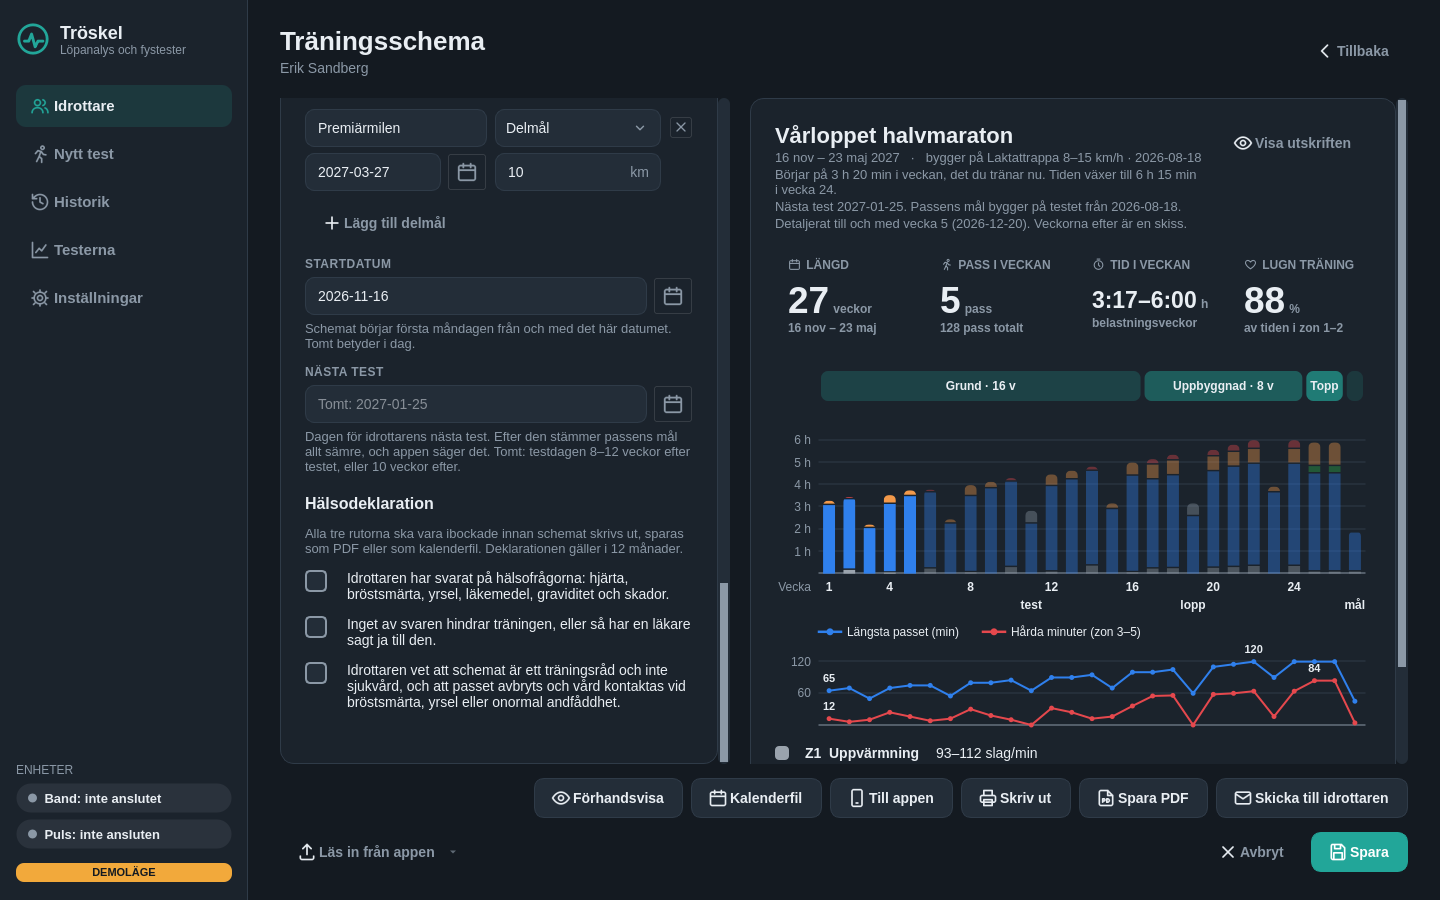 Tröskel
Löpanalys och fystester
Idrottare
Nytt test
Historik
Testerna
Inställningar
ENHETER
Band: inte anslutet
Puls: inte ansluten
DEMOLÄGE
Träningsschema
Erik Sandberg
Tillbaka
Premiärmilen
Delmål
2027-03-27
10 km
Lägg till delmål
STARTDATUM
2026-11-16
Schemat börjar första måndagen från och med det här datumet.
Tomt betyder i dag.
NÄSTA TEST
Tomt: 2027-01-25
Dagen för idrottarens nästa test. Efter den stämmer passens mål
allt sämre, och appen säger det. Tomt: testdagen 8–12 veckor efter
testet, eller 10 veckor efter.
Hälsodeklaration
Alla tre rutorna ska vara ibockade innan schemat skrivs ut, sparas
som PDF eller som kalenderfil. Deklarationen gäller i 12 månader.
Idrottaren har svarat på hälsofrågorna: hjärta,
bröstsmärta, yrsel, läkemedel, graviditet och skador.
Inget av svaren hindrar träningen, eller så har en läkare
sagt ja till den.
Idrottaren vet att schemat är ett träningsråd och inte
sjukvård, och att passet avbryts och vård kontaktas vid
bröstsmärta, yrsel eller onormal andfåddhet.
Vårloppet halvmaraton
16 nov – 23 maj 2027 · bygger på Laktattrappa 8–15 km/h · 2026-08-18
Börjar på 3 h 20 min i veckan, det du tränar nu. Tiden växer till 6 h 15 min
i vecka 24.
Nästa test 2027-01-25. Passens mål bygger på testet från 2026-08-18.
Detaljerat till och med vecka 5 (2026-12-20). Veckorna efter är en skiss.
Visa utskriften
LÄNGD
27 veckor
16 nov – 23 maj
PASS I VECKAN
5 pass
128 pass totalt
TID I VECKAN
3:17–6:00 h
belastningsveckor
LUGN TRÄNING
88 %
av tiden i zon 1–2
Grund · 16 v
Uppbyggnad · 8 v
Topp
6 h
5 h
4 h
3 h
2 h
1 h
Vecka 1 4 8 12 16 20 24
test lopp mål
Längsta passet (min)
Hårda minuter (zon 3–5)
120
60
65
12
120
84
Z1 Uppvärmning 93–112 slag/min
Förhandsvisa
Kalenderfil
Till appen
Skriv ut
Spara PDF
Skicka till idrottaren
Läs in från appen
Avbryt
Spara